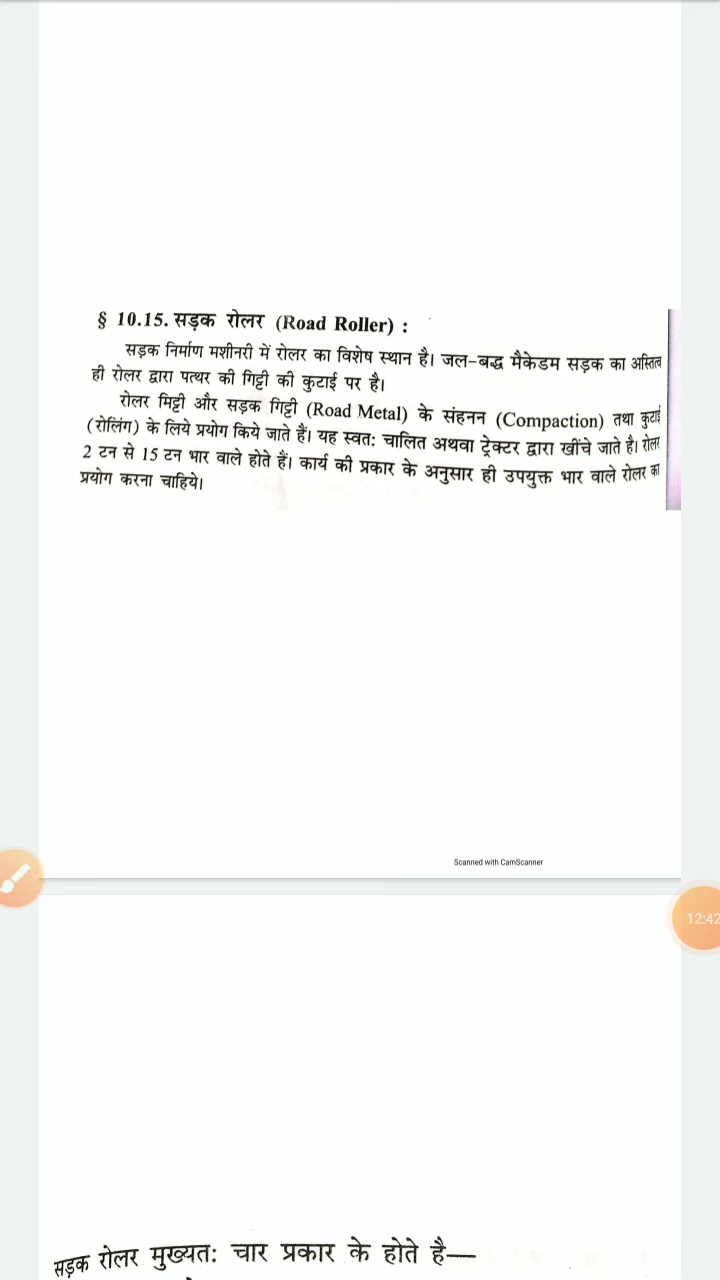 § 10.15. सड़क रोलर (Road Roller) :
सड़क निर्माण मशीनरी में रोलर का विशेष स्थान है। जल-बद्ध मैकेडम सड़क का अस्तित्व
ही रोलर द्वारा पत्थर की गिट्टी की कुटाई पर है।
रोलर मिट्टी और सड़क गिट्टी (Road Metal) के संहनन (Compaction) तथा कुटाई
(रोलिंग) के लिये प्रयोग किये जाते हैं। यह स्वतः चालित अथवा ट्रेक्टर द्वारा खींचे जाते है। रोलर
2 टन से 15 टन भार वाले होते हैं। कार्य की प्रकार के अनुसार ही उपयुक्त भार वाले रोलर का
प्रयोग करना चाहिये।
Scanned with CamScanner
12:42
सड़क रोलर मुख्यतः चार प्रकार के होते है—